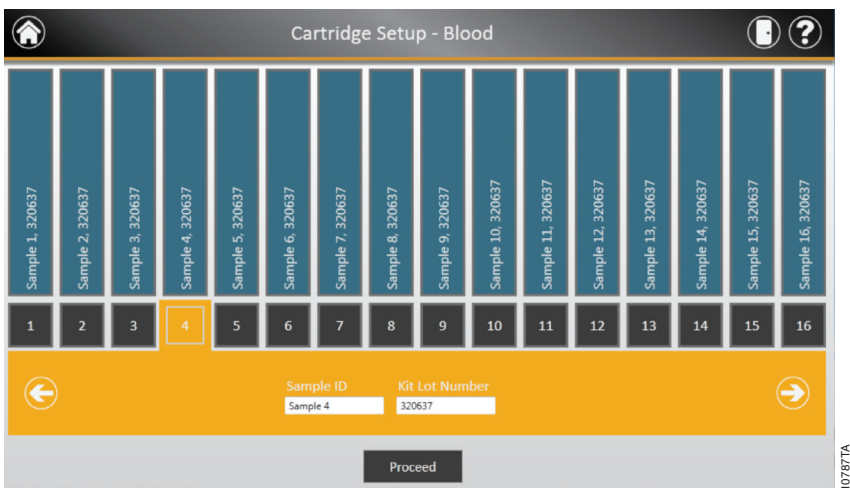 Cartridge Setup - Blood
?
Sample 1, 320637
Sample 2, 320637
Sample 3, 320637
Sample 4, 320637
Sample 5, 320637
Sample 6, 320637
Sample 7, 320637
Sample 8, 320637
Sample 9, 320637
Sample 10, 320637
Sample 11, 320637
Sample 12, 320637
Sample 13, 320637
Sample 14, 320637
Sample 15, 320637
Sample 16, 320637
1 2 3 4 5 6 7 8 9 10 11 12 13 14 15 16
Sample ID Kit Lot Number
Sample 4 320637
Proceed
10787TA